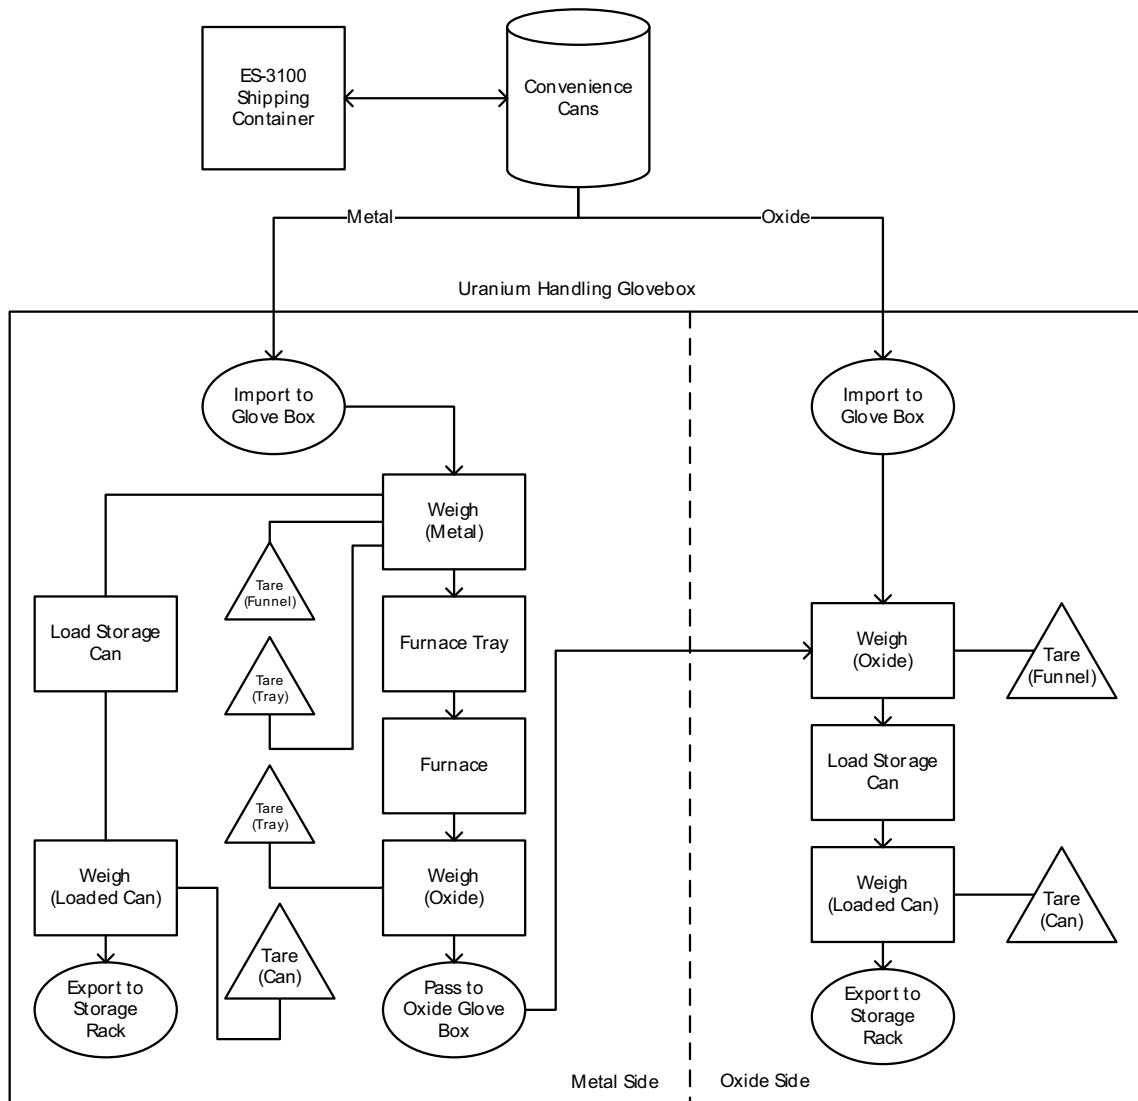 ES-3100
Shipping
Container
Convenience
Cans
Metal
Oxide
Uranium Handling Glovebox
Import to
Glove Box
Import to
Glove Box
Weigh
(Metal)
Tare
(Funnel)
Load Storage
Can
Furnace Tray
Weigh
(Oxide)
Tare
(Funnel)
Tare
(Tray)
Furnace
Load Storage
Can
Tare
(Tray)
Weigh
(Loaded Can)
Weigh
(Oxide)
Weigh
(Loaded Can)
Tare
(Can)
Tare
(Can)
Export to
Storage
Rack
Pass to
Oxide Glove
Box
Export to
Storage
Rack
Metal Side
Oxide Side